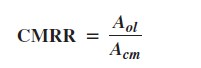 CMRR = A_ol / A_cm